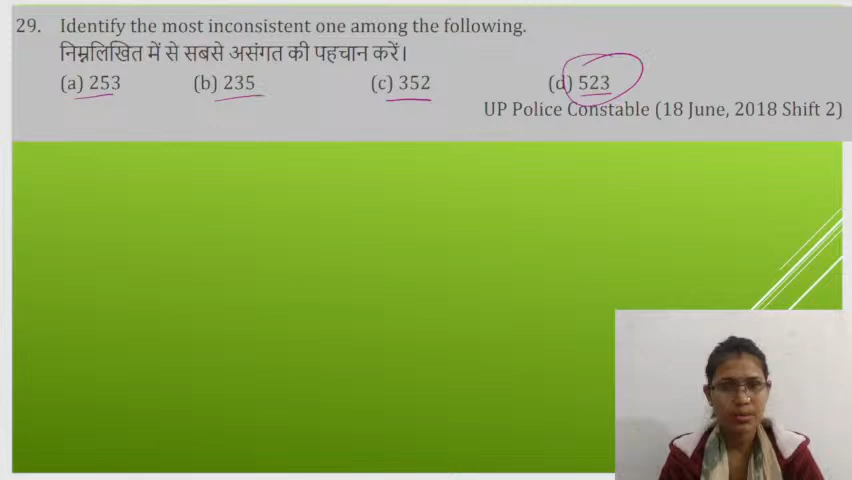 29. Identify the most inconsistent one among the following.
निम्नलिखित में से सबसे असंगत की पहचान करें।
(a) 253 (b) 235 (c) 352 (d) 523
UP Police Constable (18 June, 2018 Shift 2)